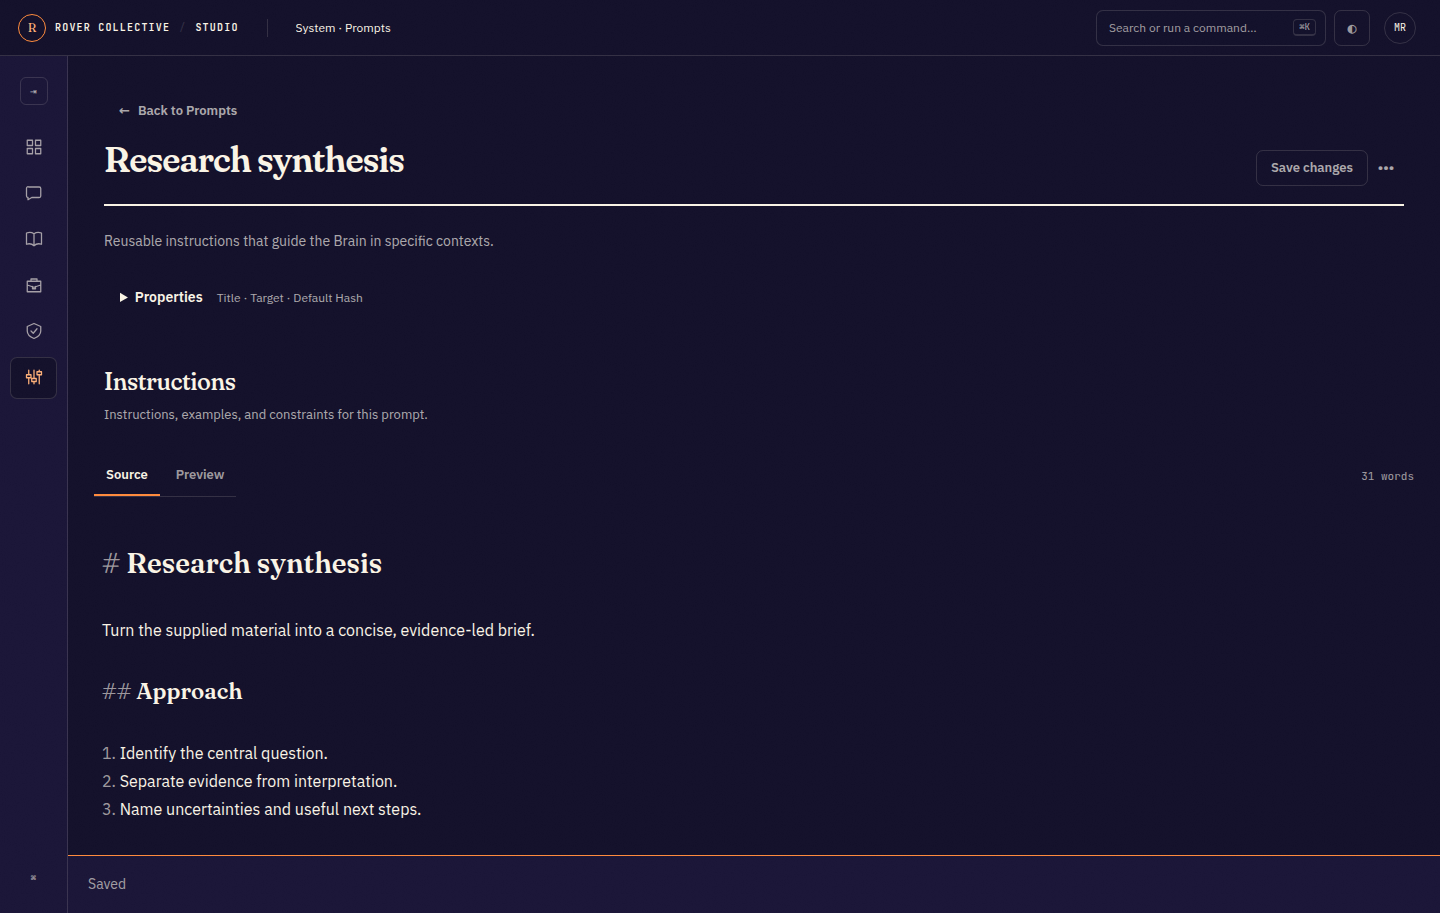 R ROVER COLLECTIVE / STUDIO System · Prompts Search or run a command... ⌘K MR
← Back to Prompts
Research synthesis
Save changes •••
Reusable instructions that guide the Brain in specific contexts.
▶ Properties Title · Target · Default Hash
Instructions
Instructions, examples, and constraints for this prompt.
Source Preview 31 words
# Research synthesis
Turn the supplied material into a concise, evidence-led brief.
## Approach
1. Identify the central question.
2. Separate evidence from interpretation.
3. Name uncertainties and useful next steps.
⌘ Saved